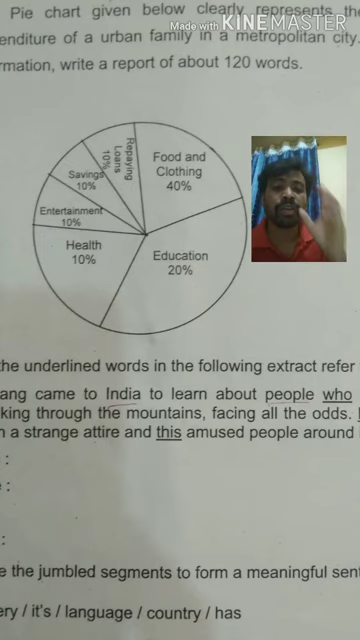 Pie chart given below clearly represents the
Made with KINEMASTER
enditure of a urban family in a metropolitan city.
rmation, write a report of about 120 words.
Food and
Clothing
40%
Repaying
Loans
10%
Savings
10%
Entertainment
10%
Health
10%
Education
20%
the underlined words in the following extract refer
ang came to India to learn about people who
king through the mountains, facing all the odds.
n a strange attire and this amused people around
:
:
:
e the jumbled segments to form a meaningful sent
ery / it's / language / country / has